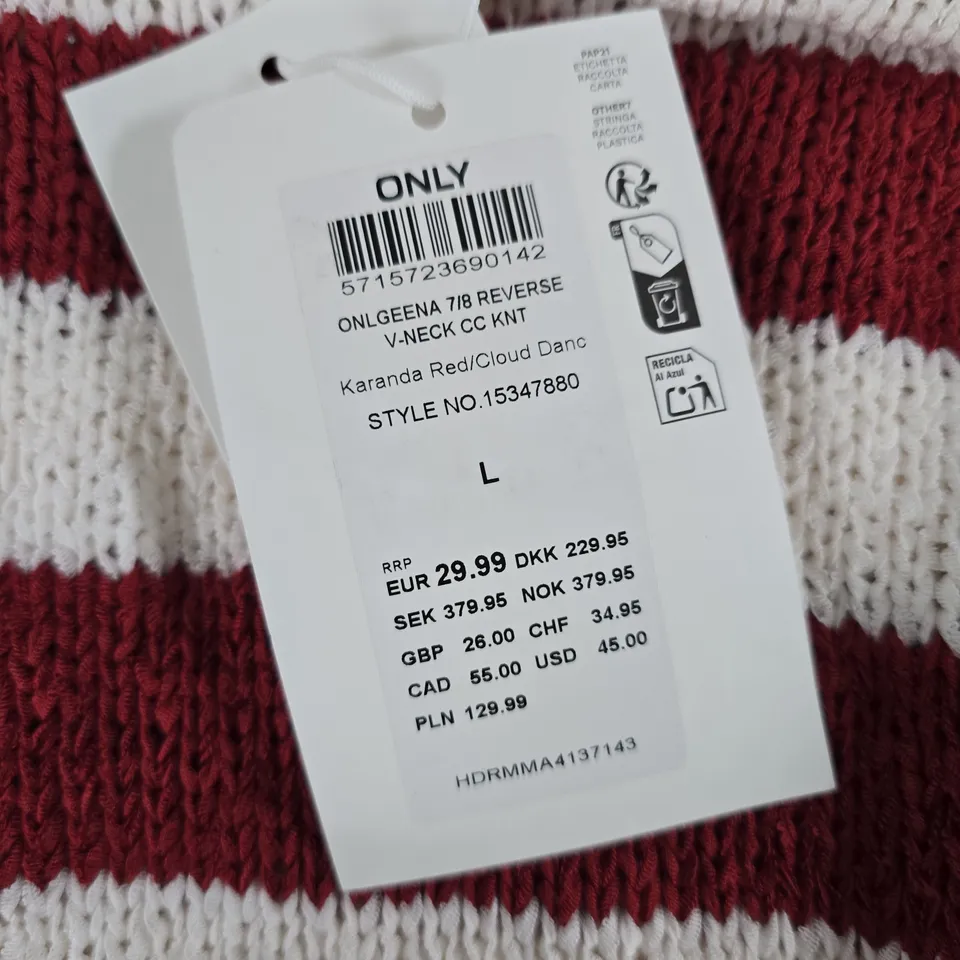 PAP21
ETICHETTA
RACCOLTA
CARTA
OTHER7
STRINGA
RACCOLTA
PLASTICA
ONLY
5715723690142
ONLGEENA 7/8 REVERSE
V-NECK CC KNT
Karanda Red/Cloud Danc
STYLE NO.15347880
RECICLA
Al Azul
L
RRP
EUR 29.99 DKK 229.95
SEK 379.95 NOK 379.95
GBP 26.00 CHF 34.95
CAD 55.00 USD 45.00
PLN 129.99
HDRMMA4137143